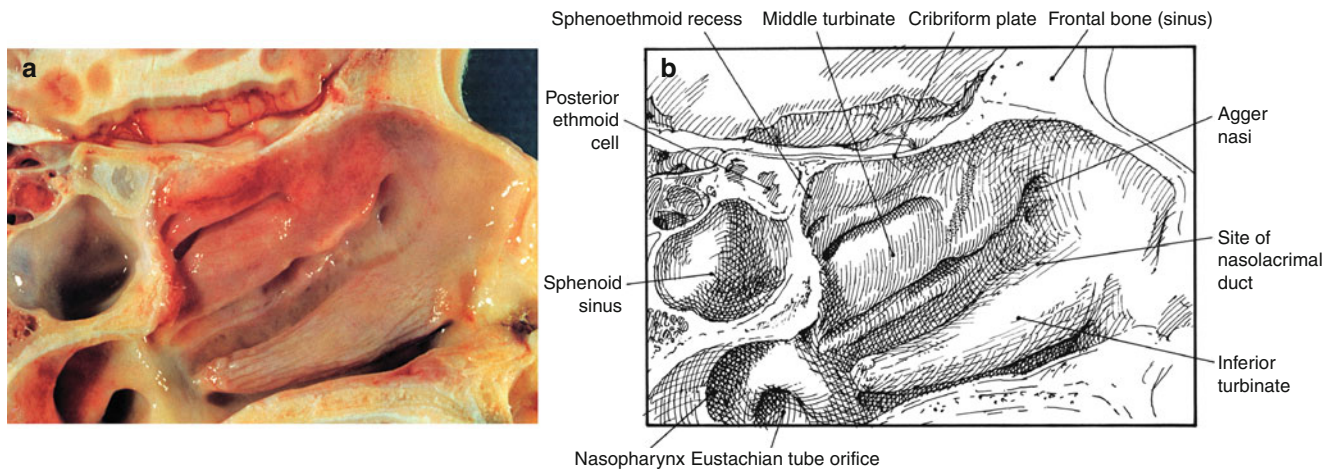 a
b
Sphenoethmoid recess
Middle turbinate
Cribriform plate
Frontal bone (sinus)
Posterior
ethmoid
cell
Agger
nasi
Sphenoid
sinus
Site of
nasolacrimal
duct
Inferior
turbinate
Nasopharynx
Eustachian tube orifice